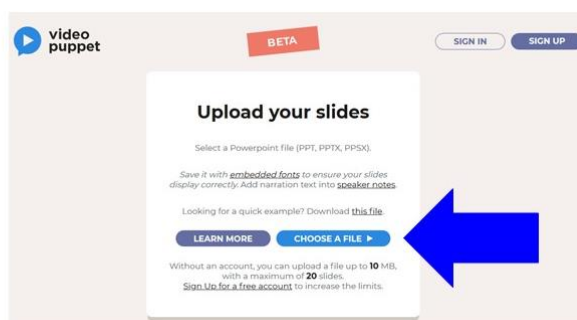 video
puppet
BETA
SIGN IN
SIGN UP
Upload your slides
Select a Powerpoint file (PPT, PPTX, PPSX).
Save it with embedded fonts to ensure your slides
display correctly. Add narration text into speaker notes.
Looking for a quick example? Download this file.
LEARN MORE
CHOOSE A FILE ▶
Without an account, you can upload a file up to 10 MB,
with a maximum of 20 slides.
Sign Up for a free account to increase the limits.